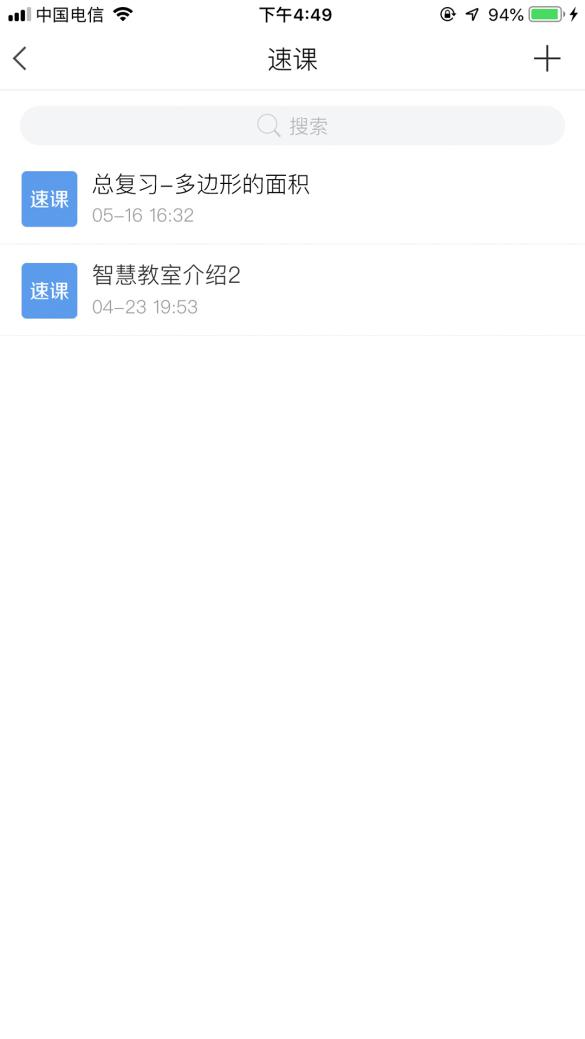 中国电信 下午4:49 94%
速课
搜索
速课 总复习-多边形的面积
05-16 16:32
速课 智慧教室介绍2
04-23 19:53